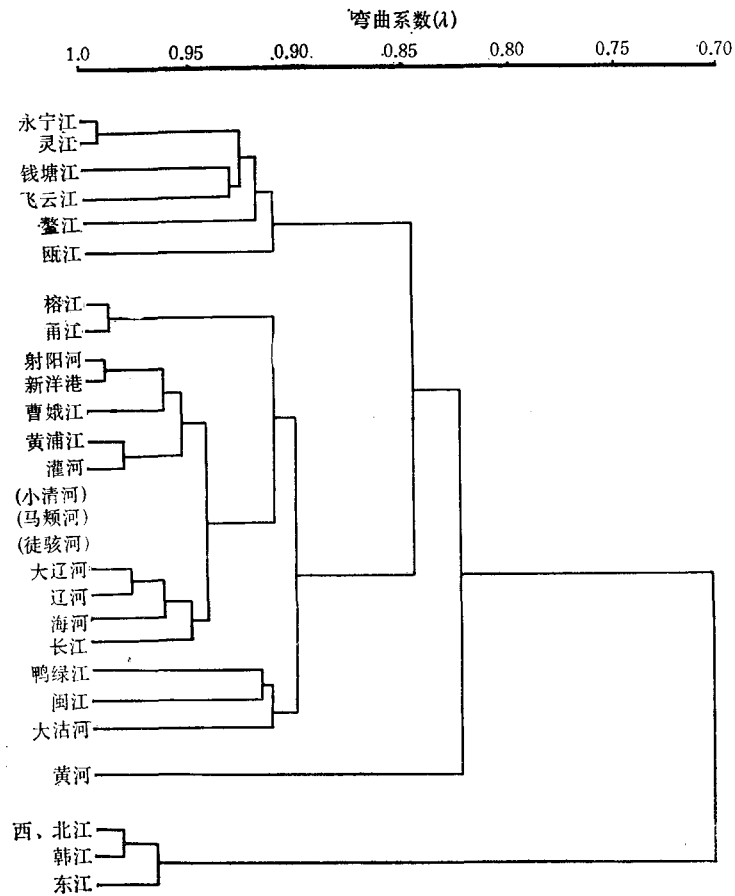 弯曲系数(λ)
1.0 0.95 0.90 0.85 0.80 0.75 0.70
永宁江
灵江
钱塘江
飞云江
鳌江
瓯江
榕江
甬江
射阳河
新洋港
曹娥江
黄浦江
灌河
(小清河)
(马颊河)
(徒骇河)
大辽河
辽河
海河
长江
鸭绿江
闽江
大沽河
黄河
西、北江
韩江
东江